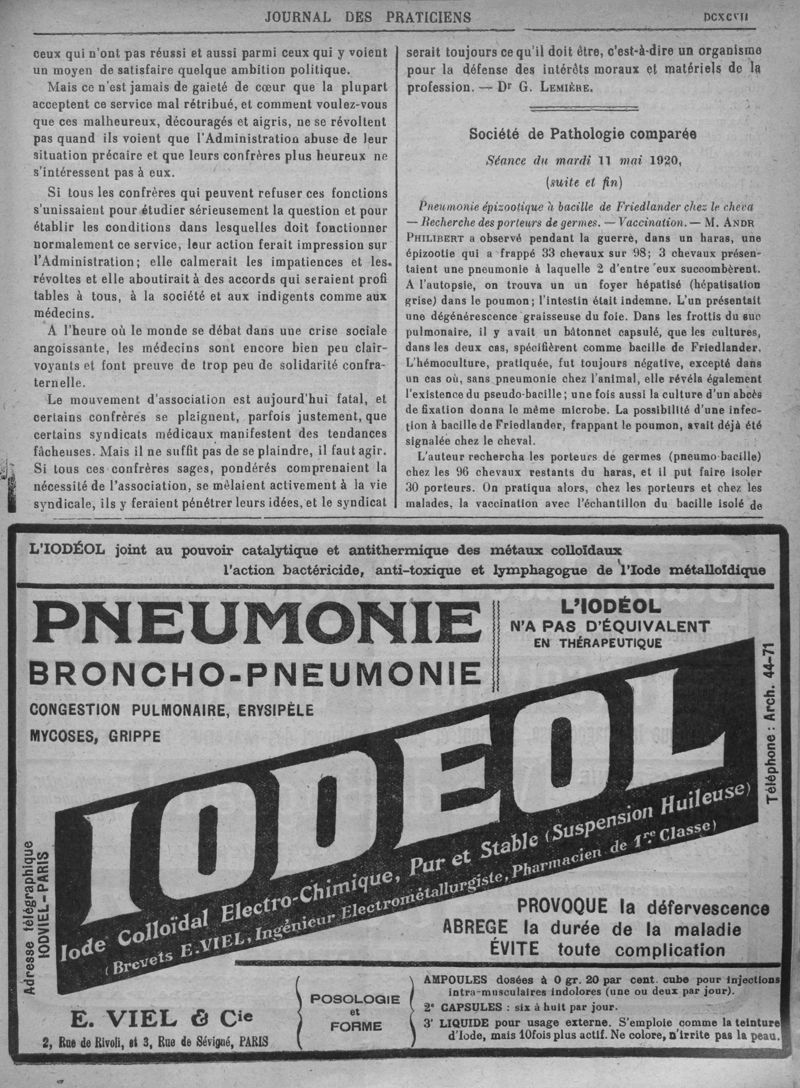 JOURNAL DES PRATICIENS
DCXCVII
ceux qui n'ont pas réussi et aussi parmi ceux qui y voient
un moyen de satisfaire quelque ambition politique.
Mais ce n'est jamais de gaieté de cœur que la plupart
acceptent ce service mal rétribué, et comment voulez-vous
que ces malheureux, découragés et aigris, ne se révoltent
pas quand ils voient que l'Administration abuse de leur
situation précaire et que leurs confrères plus heureux ne
s'intéressent pas à eux.
Si tous les confrères qui peuvent refuser ces fonctions
s'unissaient pour étudier sérieusement la question et pour
établir les conditions dans lesquelles doit fonctionner
normalement ce service, leur action ferait impression sur
l'Administration ; elle calmerait les impatiences et les
révoltes et elle aboutirait à des accords qui seraient profi
tables à tous, à la société et aux indigents comme aux
médecins.
A l'heure où le monde se débat dans une crise sociale
angoissante, les médecins sont encore bien peu clair-
voyants et font preuve de trop peu de solidarité confra-
ternelle.
Le mouvement d'association est aujourd'hui fatal, et
certains confrères se plaignent, parfois justement, que
certains syndicats médicaux manifestent des tendances
fâcheuses. Mais il ne suffit pas de se plaindre, il faut agir.
Si tous ces confrères sages, pondérés comprenaient la
nécessité de l'association, se mêlaient activement à la vie
syndicale, ils y feraient pénétrer leurs idées, et le syndicat
serait toujours ce qu'il doit être, c'est-à-dire un organisme
pour la défense des intérêts moraux et matériels de la
profession. — Dr G. LEMIÈRE.
Société de Pathologie comparée
Séance du mardi 11 mai 1920,
(suite et fin)
Pneumonie épizootique à bacille de Friedlander chez le cheva
— Recherche des porteurs de germes. — Vaccination. — M. ANDR
PHILIBERT a observé pendant la guerre, dans un haras, une
épizootie qui a frappé 33 chevaux sur 98 ; 3 chevaux présen-
taient une pneumonie à laquelle 2 d'entre eux succombèrent.
A l'autopsie, on trouva un un foyer hépatisé (hépatisation
grise) dans le poumon ; l'intestin était indemne. L'un présentait
une dégénérescence graisseuse du foie. Dans les frottis du suc
pulmonaire, il y avait un bâtonnet capsulé, que les cultures,
dans les deux cas, spécifièrent comme bacille de Friedlander.
L'hémoculture, pratiquée, fut toujours négative, excepté dans
un cas où, sans pneumonie chez l'animal, elle révéla également
l'existence du pseudo-bacille ; une fois aussi la culture d'un abcès
de fixation donna le même microbe. La possibilité d'une infec-
tion à bacille de Friedlander, frappant le poumon, avait déjà été
signalée chez le cheval.
L'auteur rechercha les porteurs de germes (pneumo-bacille)
chez les 96 chevaux restants du haras, et il put faire isoler
30 porteurs. On pratiqua alors, chez les porteurs et chez les
malades, la vaccination avec l'échantillon du bacille isolé de
L'IODÉOL joint au pouvoir catalytique et antithermique des métaux colloïdaux
l'action bactéricide, anti-toxique et lymphagogue de l'Iode métalloïdique
PNEUMONIE
BRONCHO-PNEUMONIE
CONGESTION PULMONAIRE, ERYSIPÈLE
MYCOSES, GRIPPE
L'IODÉOL
N'A PAS D'ÉQUIVALENT
EN THÉRAPEUTIQUE
Téléphone : Arch. 44-71
IODEOL
Iode Colloïdal Electro-Chimique, Pur et Stable (Suspension Huileuse)
(Brevets E. VIEL, Ingénieur Electrométallurgiste, Pharmacien de 1re Classe)
Adresse télégraphique
IODVIEL-PARIS
PROVOQUE la défervescence
ABREGE la durée de la maladie
ÉVITE toute complication
E. VIEL & Cie
2, Rue de Rivoli, et 3, Rue de Sévigné, PARIS
POSOLOGIE
et
FORME
AMPOULES dosées à 0 gr. 20 par cent. cube pour injections
intra-musculaires indolores (une ou deux par jour).
2° CAPSULES : six à huit par jour.
3° LIQUIDE pour usage externe. S'emploie comme la teinture
d'Iode, mais 10fois plus actif. Ne colore, n'irrite pas la peau.